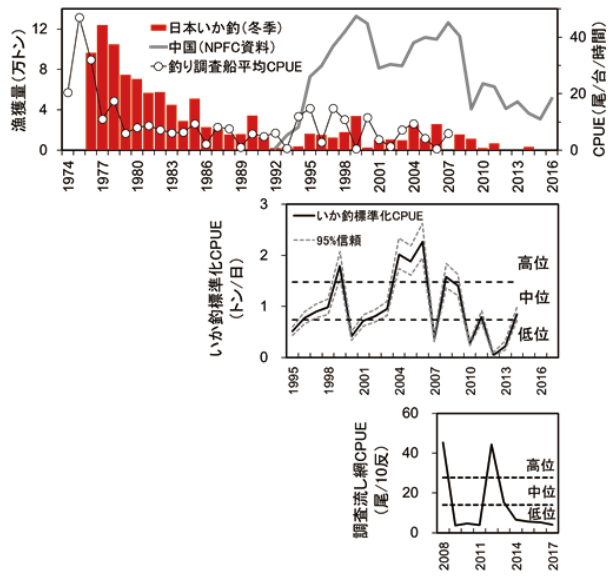 日本いか釣(冬季)
中国(NPFC資料)
釣り調査船平均CPUE
漁獲量(万トン)
12
8
4
0
CPUE(尾/台/時間)
40
20
0
1974
1977
1980
1983
1986
1989
1992
1995
1998
2001
2004
2007
2010
2013
2016
いか釣標準化CPUE
(トン/日)
3
2
1
0
いか釣標準化CPUE
95%信頼
高位
中位
低位
1995
1998
2001
2004
2007
2010
2013
2016
調査流し網CPUE
(尾/10反)
60
40
20
0
高位
中位
低位
2008
2011
2014
2017